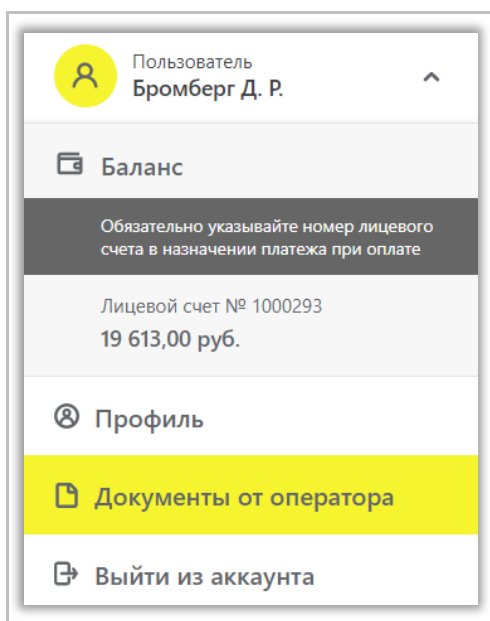 Пользователь
Бромберг Д. Р.
Баланс
Обязательно указывайте номер лицевого
счета в назначении платежа при оплате
Лицевой счет № 1000293
19 613,00 руб.
Профиль
Документы от оператора
Выйти из аккаунта